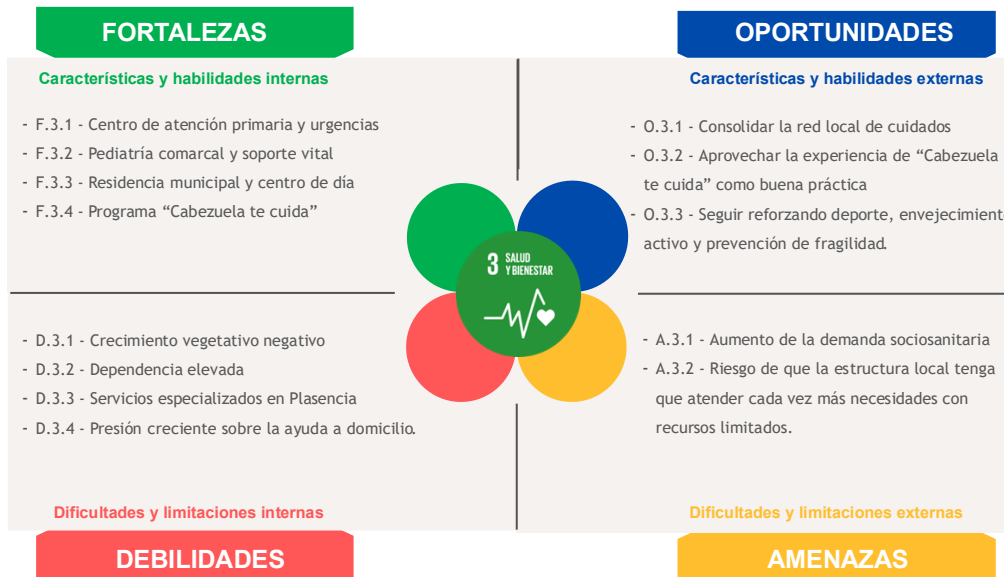 FORTALEZAS
Características y habilidades internas
- F.3.1 - Centro de atención primaria y urgencias
- F.3.2 - Pediatría comarcal y soporte vital
- F.3.3 - Residencia municipal y centro de día
- F.3.4 - Programa “Cabezuela te cuida”
OPORTUNIDADES
Características y habilidades externas
- O.3.1 - Consolidar la red local de cuidados
- O.3.2 - Aprovechar la experiencia de “Cabezuela
te cuida” como buena práctica
- O.3.3 - Seguir reforzando deporte, envejecimiento
activo y prevención de fragilidad.
3 SALUD
Y BIENESTAR
- D.3.1 - Crecimiento vegetativo negativo
- D.3.2 - Dependencia elevada
- D.3.3 - Servicios especializados en Plasencia
- D.3.4 - Presión creciente sobre la ayuda a domicilio.
Dificultades y limitaciones internas
DEBILIDADES
- A.3.1 - Aumento de la demanda sociosanitaria
- A.3.2 - Riesgo de que la estructura local tenga
que atender cada vez más necesidades con
recursos limitados.
Dificultades y limitaciones externas
AMENAZAS